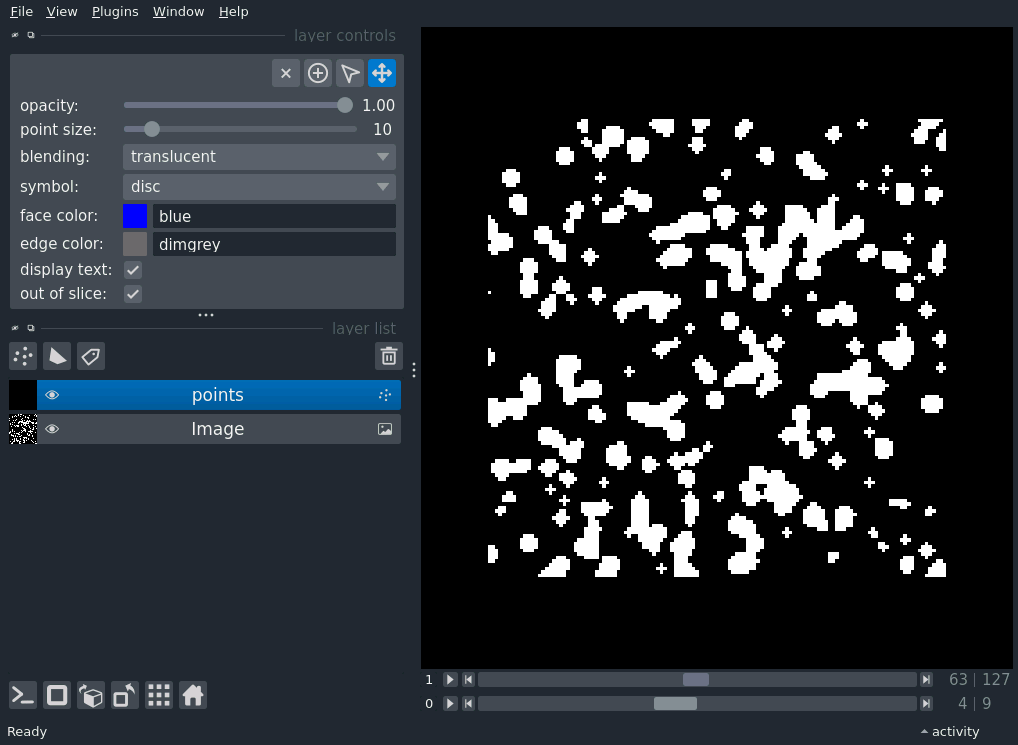 File View Plugins Window Help
layer controls
opacity: 1.00
point size: 10
blending: translucent
symbol: disc
face color: blue
edge color: dimgrey
display text:
out of slice:
layer list
points
Image
1 63 | 127
0 4 | 9
Ready activity